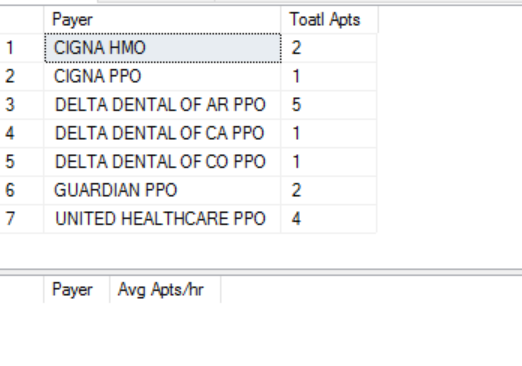 Payer Toatl Apts
1 CIGNA HMO 2
2 CIGNA PPO 1
3 DELTA DENTAL OF AR PPO 5
4 DELTA DENTAL OF CA PPO 1
5 DELTA DENTAL OF CO PPO 1
6 GUARDIAN PPO 2
7 UNITED HEALTHCARE PPO 4
Payer Avg Apts/hr